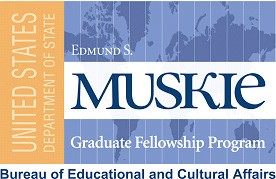 UNITED STATES
DEPARTMENT OF STATE
EDMUND S.
MUSKIE
Graduate Fellowship Program
Bureau of Educational and Cultural Affairs